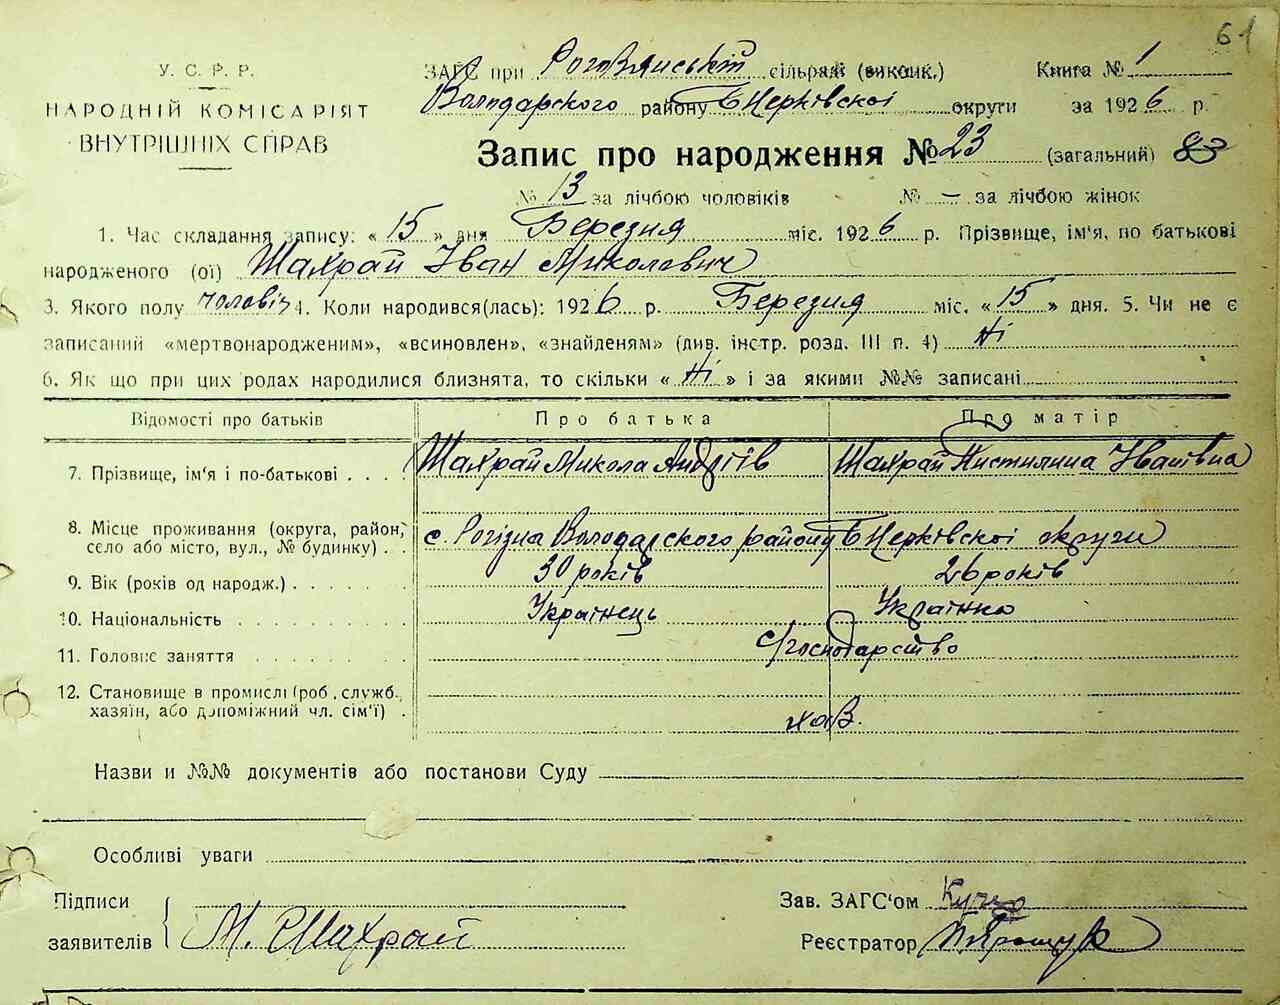 61
У. С. Р. Р.
НАРОДНІЙ КОМІСАРІЯТ
ВНУТРІШНІХ СПРАВ
ЗАГС при Рогозянській сільраді (виконк.) Книга № 1
Володарского району Б Церківскої округи за 1926 р.
Запис про народження № 23 (загальний)
№ 13 за лічбою чоловіків № — за лічбою жінок
1. Час складання запису: « 15 » дня Березня міс. 1926 р. Прізвище, ім'я, по батькові
народженого (ої) Шахрай Іван Миколович
3. Якого полу чоловіч 4. Коли народився(лась): 1926 р. Березня міс. « 15 » дня. 5. Чи не є
записаний «мертвонародженим», «всиновлен», «знайденям» (див. інстр. розд. III п. 4) Ні
6. Як що при цих родах народилися близнята, то скільки « Ні » і за якими №№ записані
Відомості про батьків Про батька Про матір
7. Прізвище, ім'я і по-батькові Шахрай Микола Андріїв Шахрай Іванівна
8. Місце проживання (округа, район,
село або місто, вул., № будинку) с. Рогізна Володарского району Б Церківскої округи
9. Вік (років од народж.) 30 років 26 років
10. Національність Українець Українка
11. Головне заняття с/господарство
12. Становище в промислі (роб., служб.,
хазяїн, або допоміжний чл. сім'ї) хаз.
Назви и №№ документів або постанови Суду
Особливі уваги
Підписи
заявителів М. Шахрай
Зав. ЗАГС'ом
Реєстратор